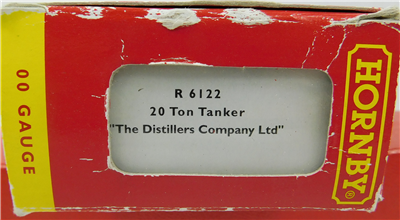 00 GAUGE
R 6122
20 Ton Tanker
"The Distillers Company Ltd"
HORNBY